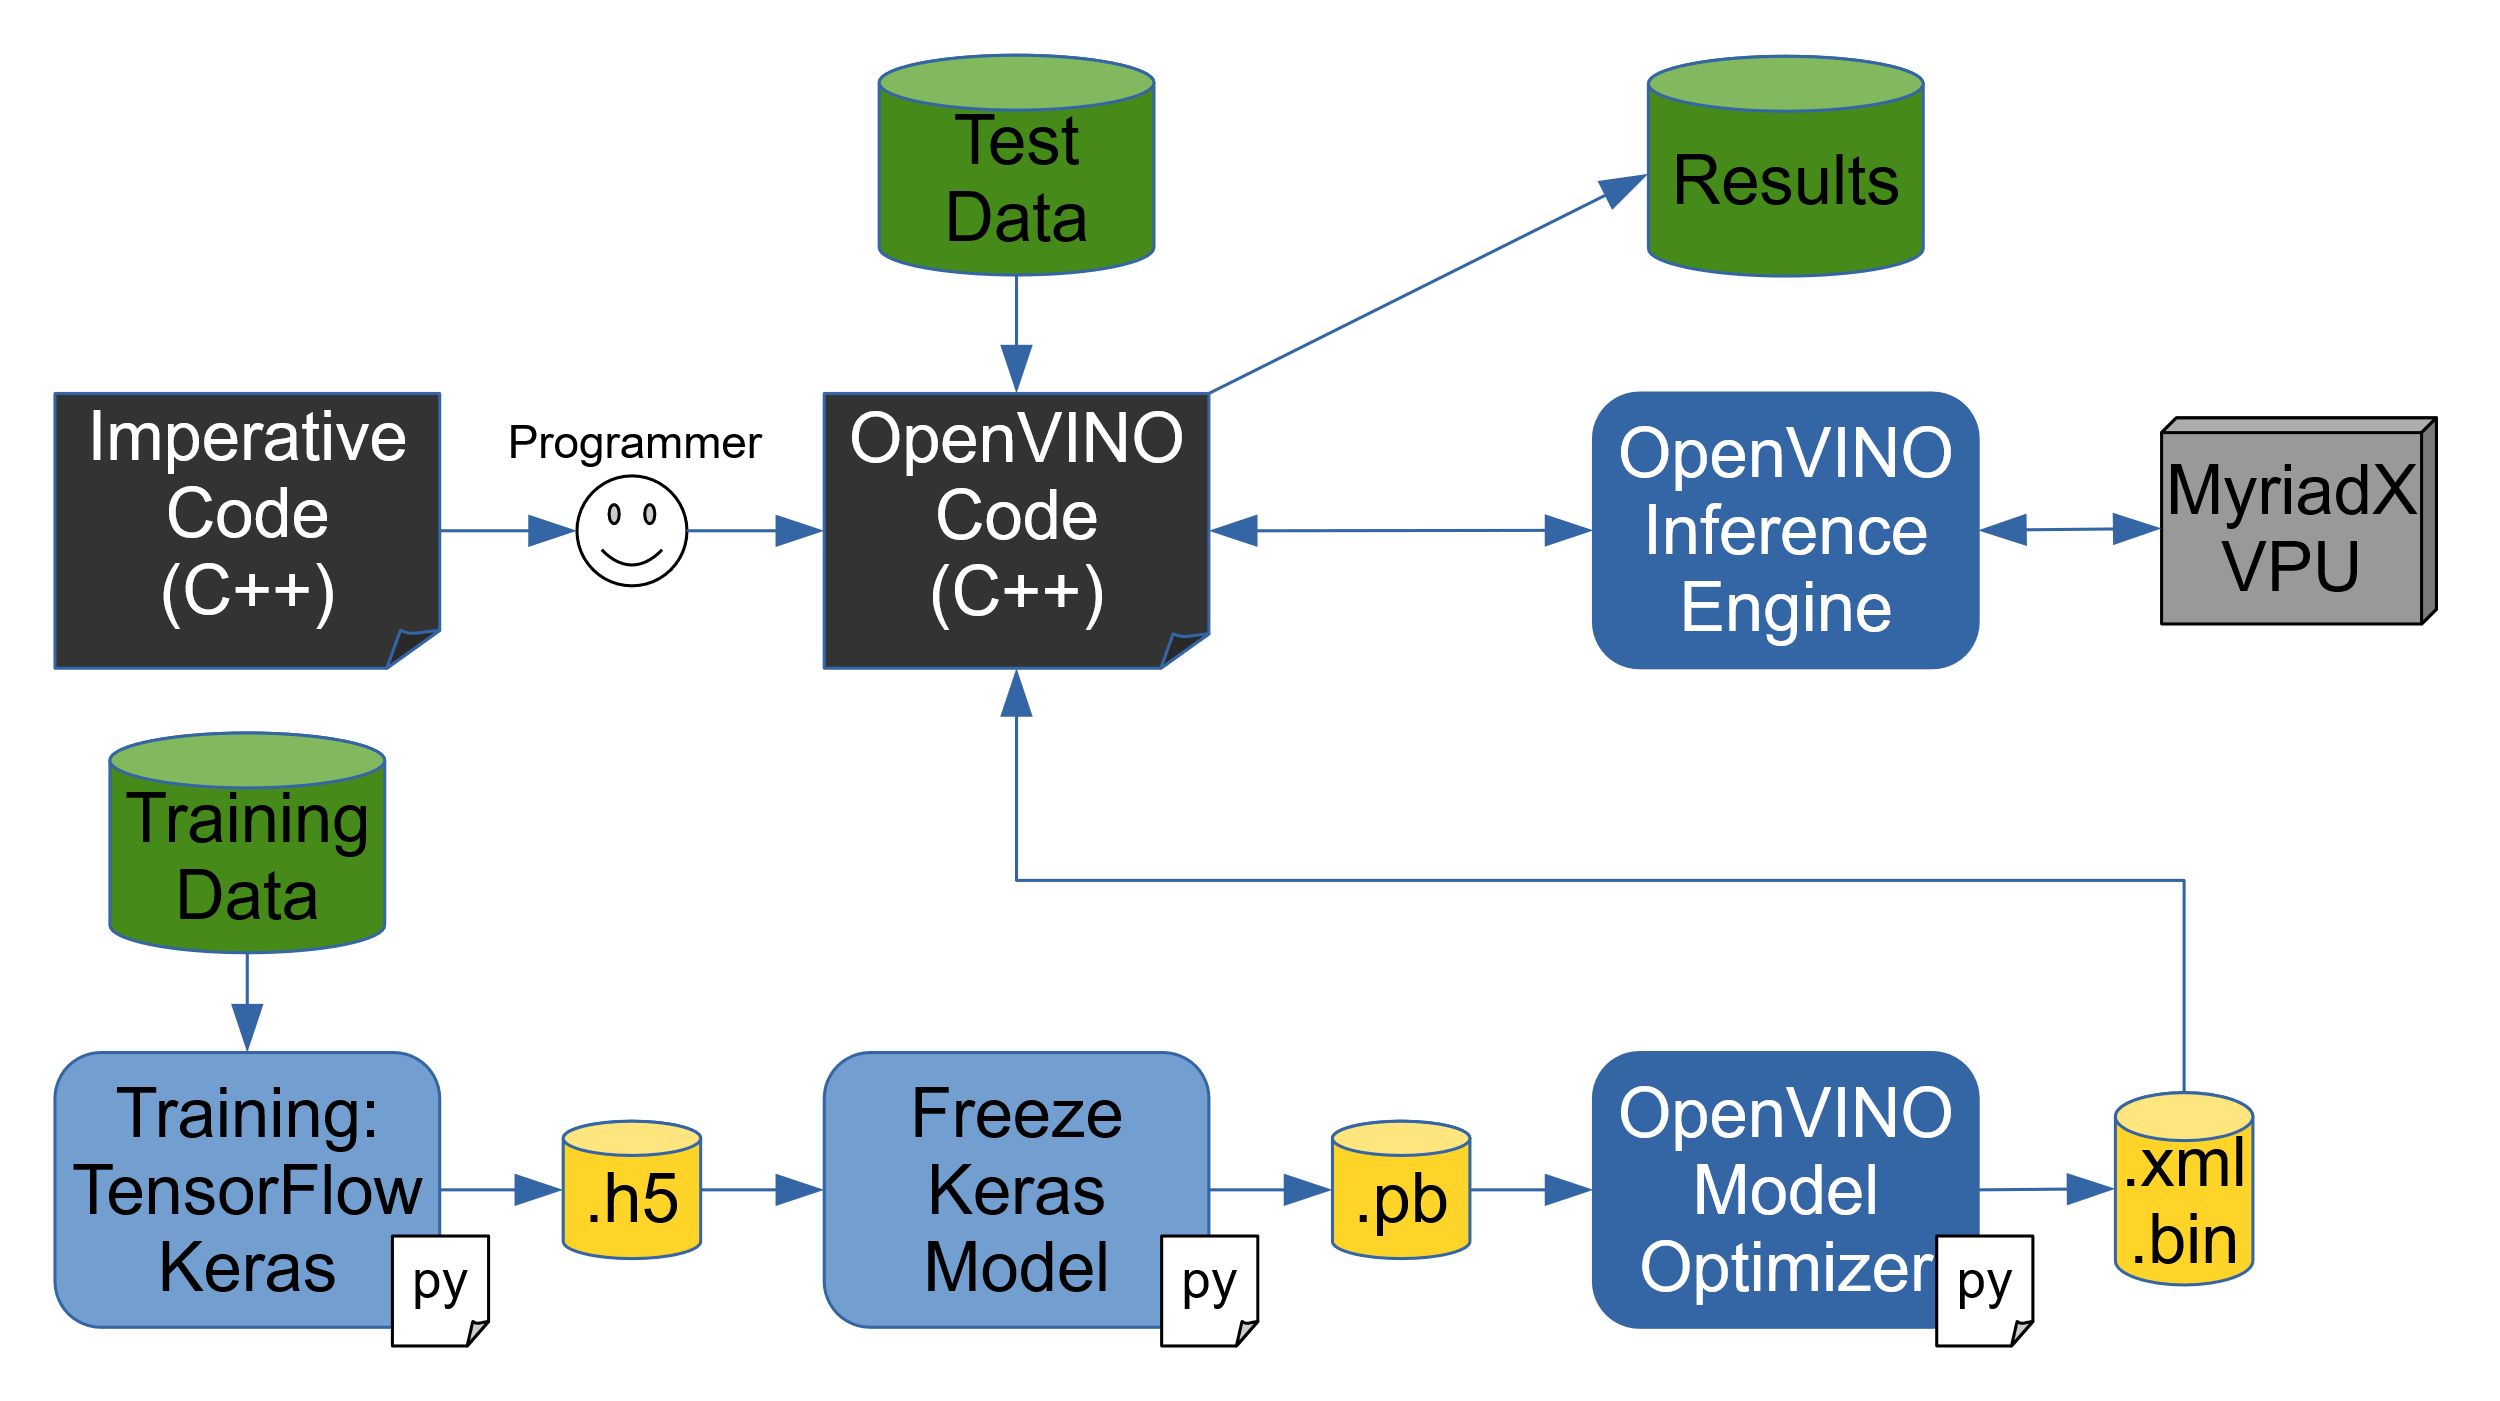 Test
Data
Results
Imperative
Code
(C++)
Programmer
OpenVINO
Code
(C++)
OpenVINO
Inference
Engine
MyriadX
VPU
Training
Data
Training:
TensorFlow
Keras
py
.h5
Freeze
Keras
Model
py
.pb
OpenVINO
Model
Optimizer
py
.xml
.bin